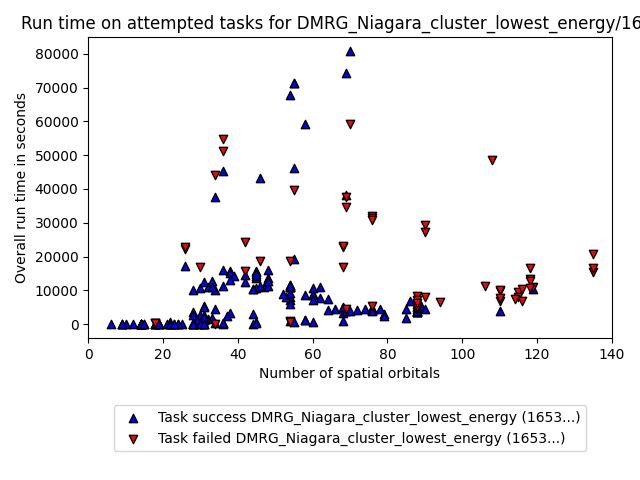 Run time on attempted tasks for DMRG_Niagara_cluster_lowest_energy/16
80000
70000
60000
50000
40000
30000
20000
10000
0
Overall run time in seconds
0 20 40 60 80 100 120 140
Number of spatial orbitals
Task success DMRG_Niagara_cluster_lowest_energy (1653...)
Task failed DMRG_Niagara_cluster_lowest_energy (1653...)